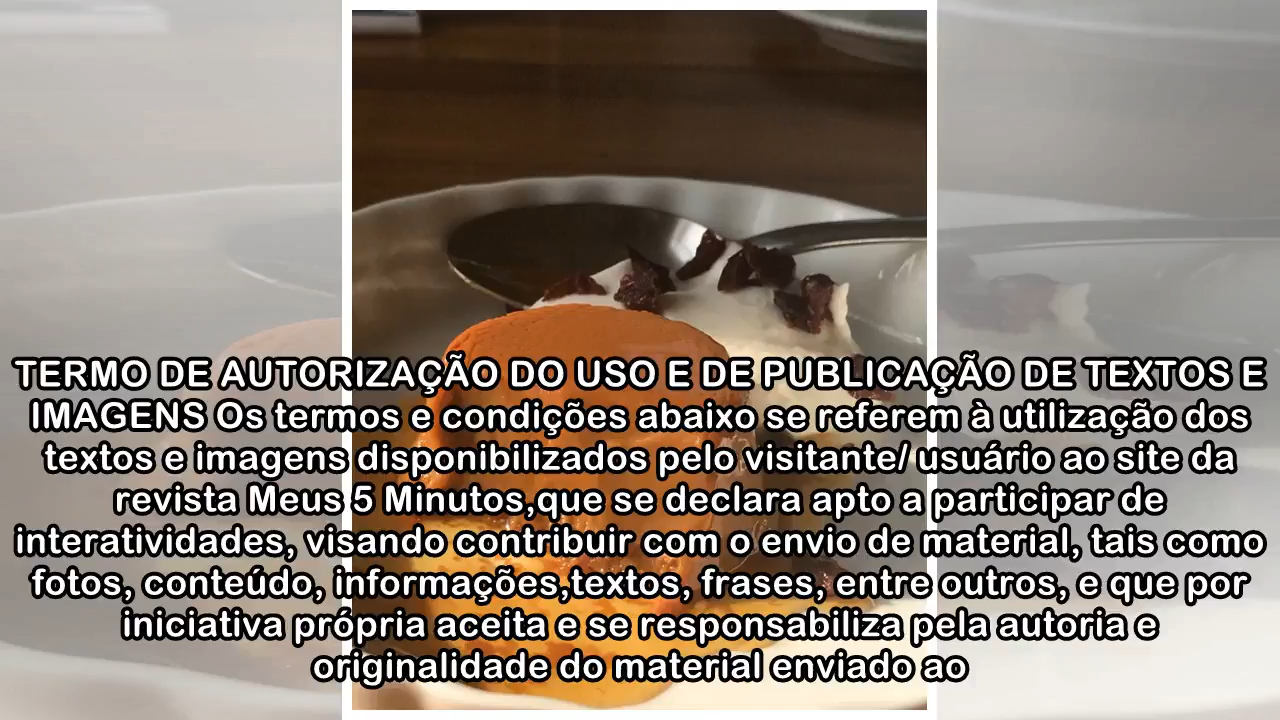 TERMO DE AUTORIZAÇÃO DO USO E DE PUBLICAÇÃO DE TEXTOS E
IMAGENS Os termos e condições abaixo se referem à utilização dos
textos e imagens disponibilizados pelo visitante/ usuário ao site da
revista Meus 5 Minutos,que se declara apto a participar de
interatividades, visando contribuir com o envio de material, tais como
fotos, conteúdo, informações,textos, frases, entre outros, e que por
iniciativa própria aceita e se responsabiliza pela autoria e
originalidade do material enviado ao